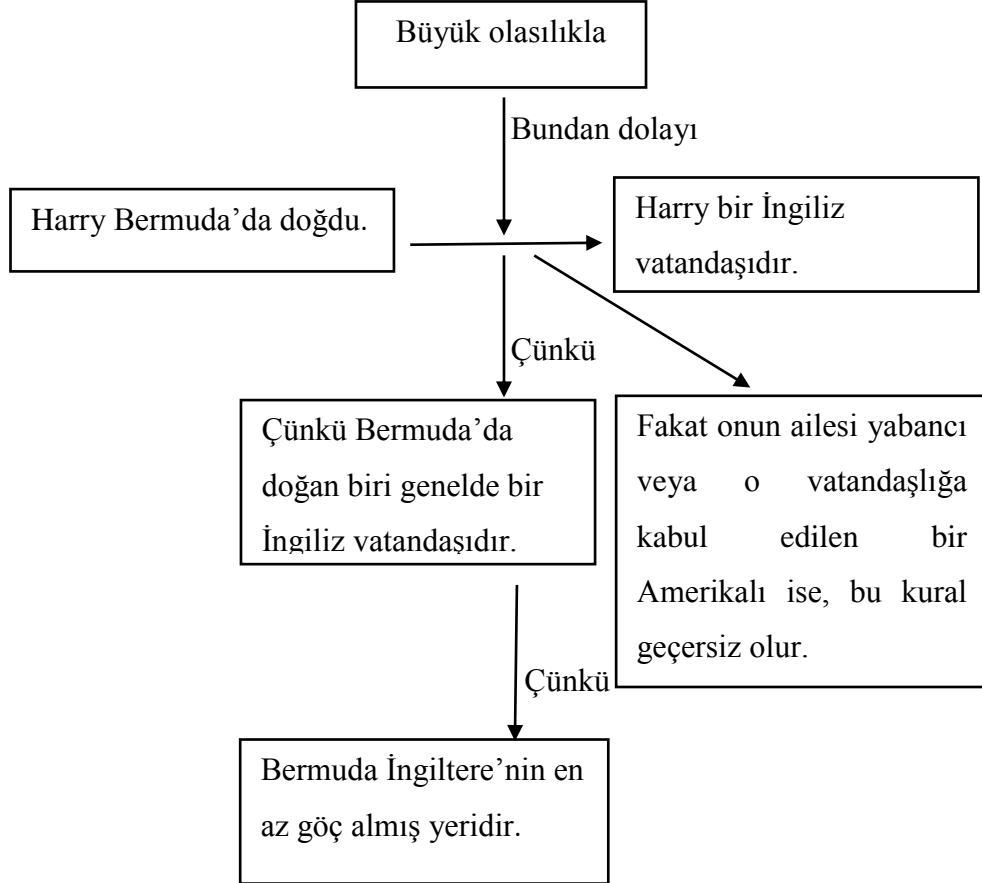 Büyük olasılıkla
Bundan dolayı
Harry Bermuda’da doğdu.
Harry bir İngiliz
vatandaşıdır.
Çünkü
Çünkü Bermuda’da
doğan biri genelde bir
İngiliz vatandaşıdır.
Fakat onun ailesi yabancı
veya o vatandaşlığa
kabul edilen bir
Amerikalı ise, bu kural
geçersiz olur.
Çünkü
Bermuda İngiltere’nin en
az göç almış yeridir.